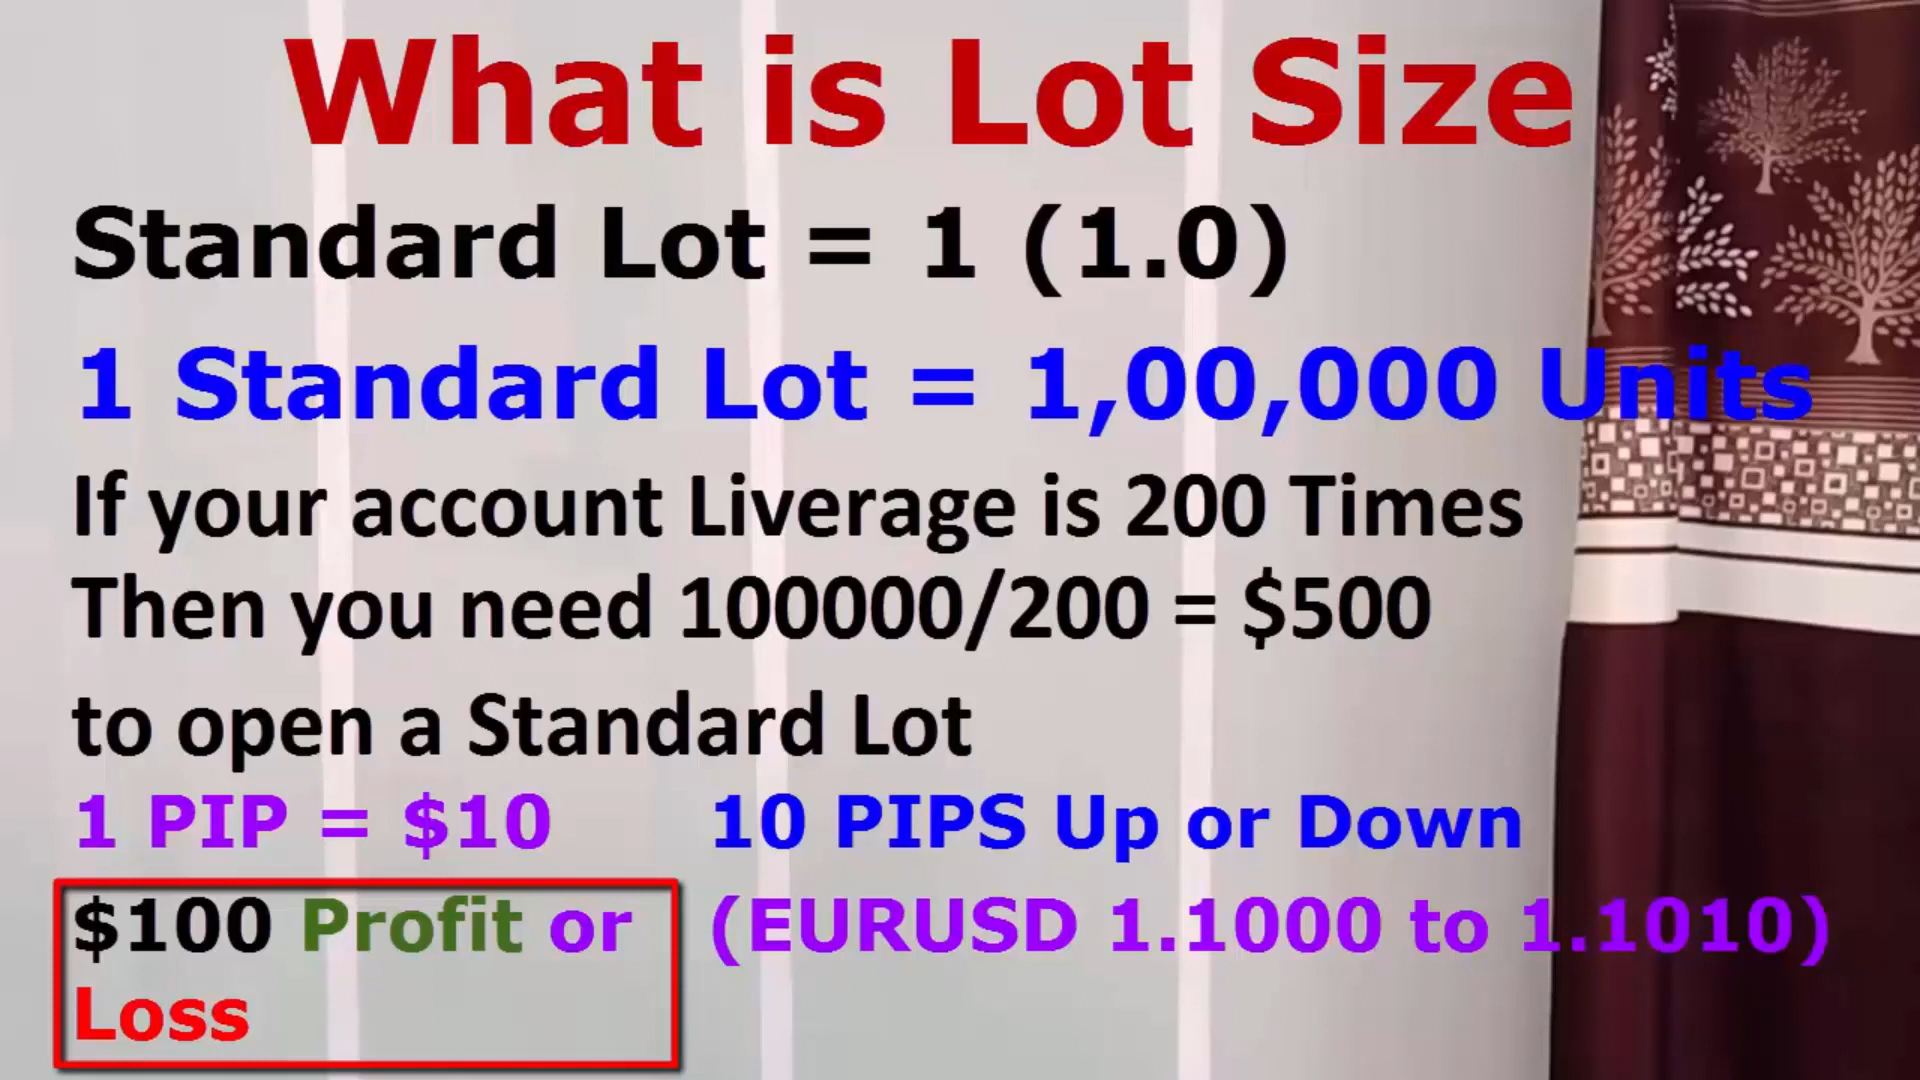 What is Lot Size
Standard Lot = 1 (1.0)
1 Standard Lot = 1,00,000 Units
If your account Liverage is 200 Times
Then you need 100000/200 = $500
to open a Standard Lot
1 PIP = $10
10 PIPS Up or Down
$100 Profit or
Loss
(EURUSD 1.1000 to 1.1010)